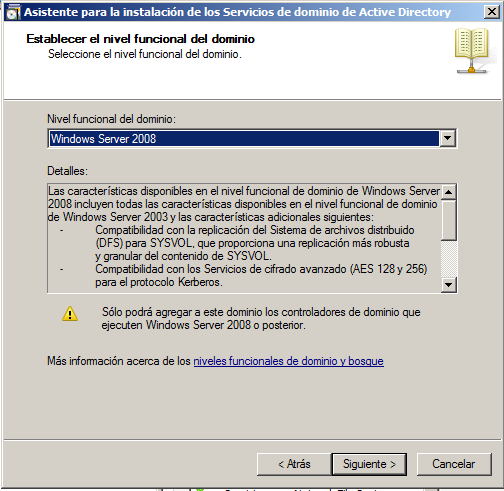 Asistente para la instalación de los Servicios de dominio de Active Directory
Establecer el nivel funcional del dominio
Seleccione el nivel funcional del dominio.
Nivel funcional del dominio:
Windows Server 2008
Detalles:
Las características disponibles en el nivel funcional de dominio de Windows Server
2008 incluyen todas las características disponibles en el nivel funcional de dominio
de Windows Server 2003 y las características adicionales siguientes:
- Compatibilidad con la replicación del Sistema de archivos distribuido
(DFS) para SYSVOL, que proporciona una replicación más robusta
y granular del contenido de SYSVOL.
- Compatibilidad con los Servicios de cifrado avanzado (AES 128 y 256)
para el protocolo Kerberos.
Sólo podrá agregar a este dominio los controladores de dominio que
ejecuten Windows Server 2008 o posterior.
Más información acerca de los niveles funcionales de dominio y bosque
< Atrás Siguiente > Cancelar